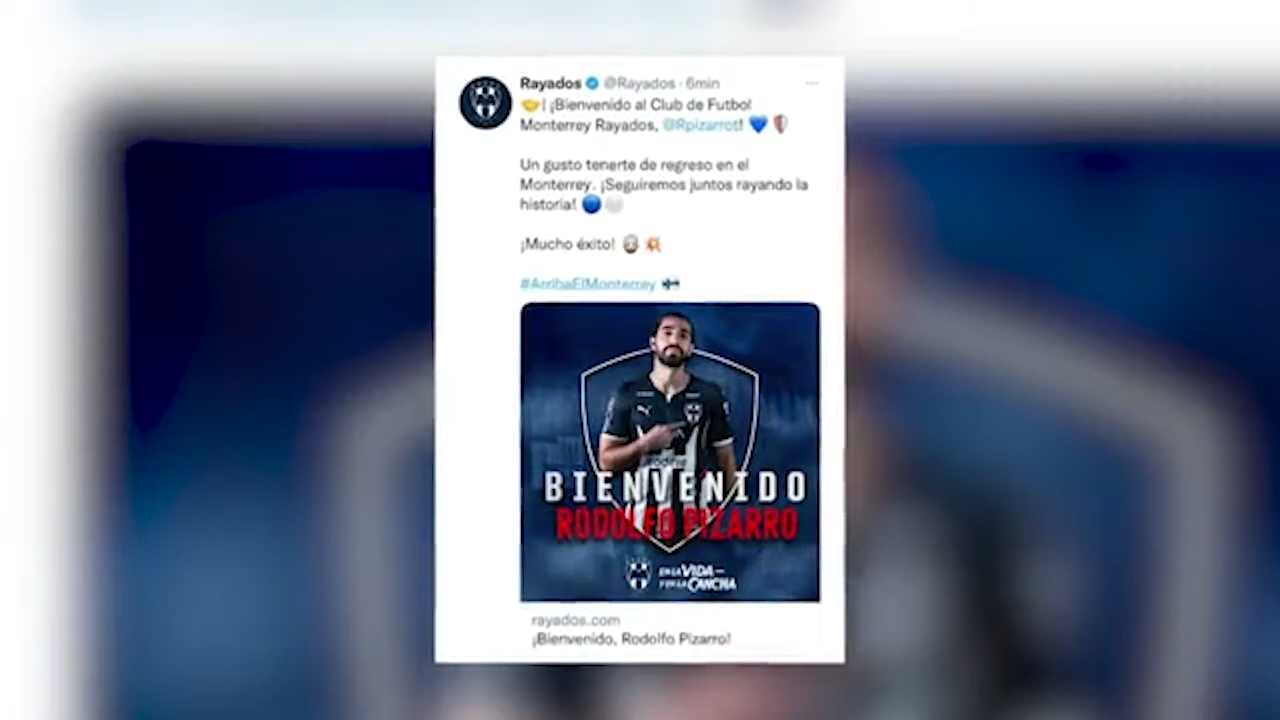 Rayados @Rayados · 6min
| ¡Bienvenido al Club de Futbol
Monterrey Rayados, @Rpizarrot!
Un gusto tenerte de regreso en el
Monterrey. ¡Seguiremos juntos rayando la
historia!
¡Mucho éxito!
#ArribaElMonterrey
BIENVENIDO
RODOLFO PIZARRO
EN LA VIDA
Y EN LA CANCHA
rayados.com
¡Bienvenido, Rodolfo Pizarro!